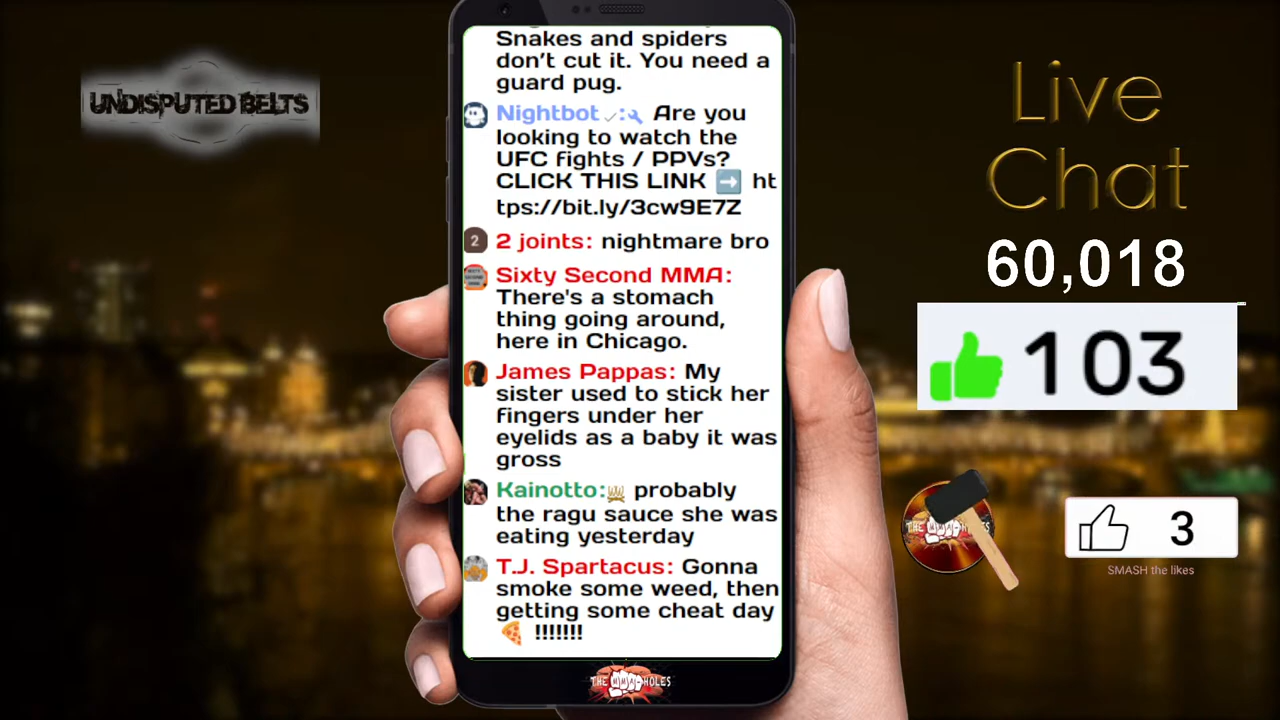 UNDISPUTED BELTS
Snakes and spiders
don’t cut it. You need a
guard pug.
Nightbot ✓:🔧 Are you
looking to watch the
UFC fights / PPVs?
CLICK THIS LINK ➡️ ht
tps://bit.ly/3cw9E7Z
2 2 joints: nightmare bro
Sixty Second MMA:
There's a stomach
thing going around,
here in Chicago.
James Pappas: My
sister used to stick her
fingers under her
eyelids as a baby it was
gross
Kainotto: probably
the ragu sauce she was
eating yesterday
T.J. Spartacus: Gonna
smoke some weed, then
getting some cheat day
🍕 !!!!!!!
THE MMA-HOLES
Live
Chat
60,018
103
3
SMASH the likes